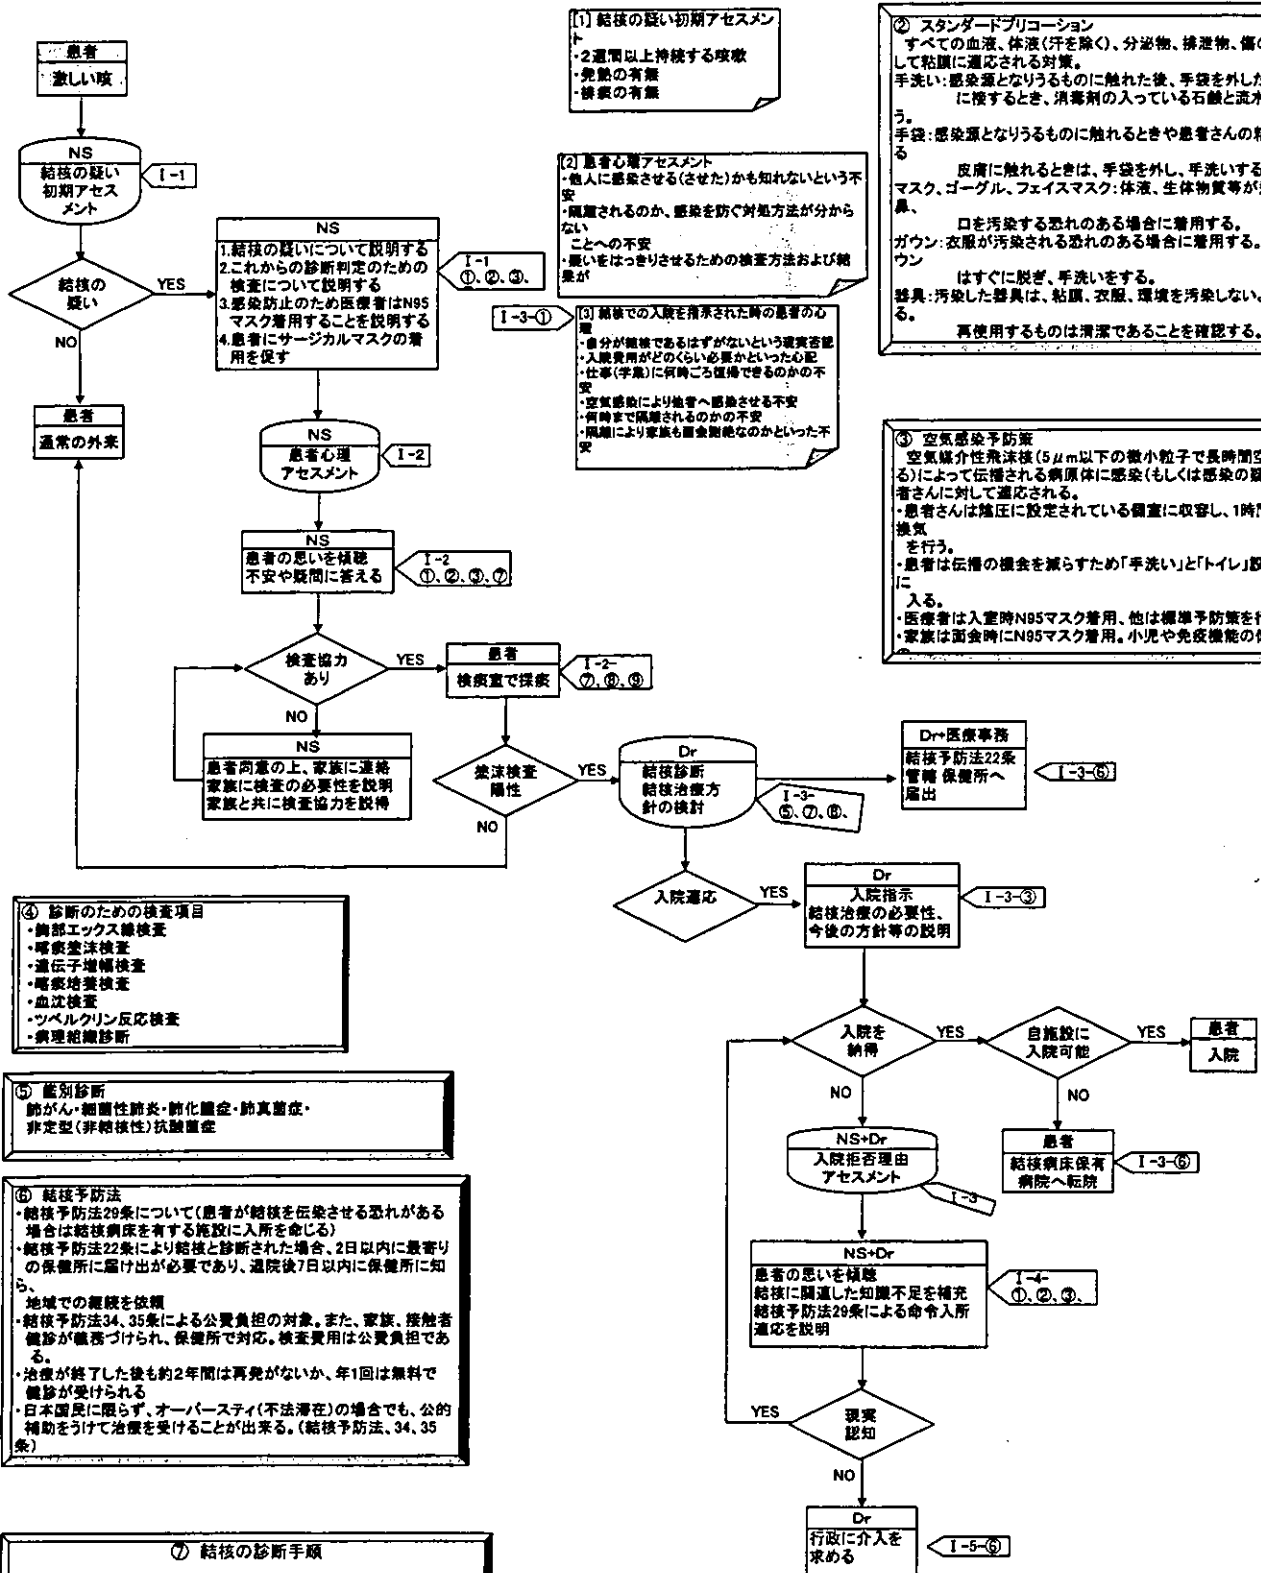 患者
激しい咳
NS
結核の疑い
初期アセス
メント
I-1
結核の
疑い
YES
NO
患者
通常の外来
NS
1.結核の疑いについて説明する
2.これからの診断判定のための
検査について説明する
3.感染防止のため医療者はN95
マスク着用することを説明する
4.患者にサージカルマスクの着
用を促す
I-1
①、②、③、
NS
患者心理
アセスメント
I-2
NS
患者の思いを傾聴
不安や疑問に答える
I-2
①、②、③、⑦
検査協力
あり
YES
NO
NS
患者同意の上、家族に連絡
家族に検査の必要性を説明
家族と共に検査協力を説得
患者
検痰室で採痰
I-2-
⑦、⑧、⑨
塗沫検査
陽性
YES
NO
Dr
結核診断
結核治療方
針の検討
I-3-
⑤、⑦、⑧、
Dr+医療事務
結核予防法22条
管轄 保健所へ
届出
I-3-⑥
入院適応
YES
Dr
入院指示
結核治療の必要性、
今後の方針等の説明
I-3-③
入院を
納得
YES
NO
自施設に
入院可能
YES
NO
患者
入院
患者
結核病床保有
病院へ転院
I-3-⑥
NS+Dr
入院拒否理由
アセスメント
I-3
NS+Dr
患者の思いを傾聴
結核に関連した知識不足を補充
結核予防法29条による命令入所
適応を説明
I-4-
①、②、③、
現実
認知
YES
NO
Dr
行政に介入を
求める
I-5-⑥
[1] 結核の疑い初期アセスメン
ト
・2週間以上持続する咳嗽
・発熱の有無
・排痰の有無
[2] 患者心理アセスメント
・他人に感染させる(させた)かも知れないという不
安
・隔離されるのか、感染を防ぐ対処方法が分から
ない
ことへの不安
・疑いをはっきりさせるための検査方法および結
果が
I-3-①
[3] 結核での入院を指示された時の患者の心
理
・自分が結核であるはずがないという現実否認
・入院費用がどのくらい必要かといった心配
・仕事(学業)に何時ごろ復帰できるのかの不
安
・空気感染により他者へ感染させる不安
・何時まで隔離されるのかの不安
・隔離により家族も面会謝絶なのかといった不
安
② スタンダードプリコーション
すべての血液、体液(汗を除く)、分泌物、排泄物、傷の
して粘膜に適応される対策。
手洗い:感染源となりうるものに触れた後、手袋を外した
に接するとき、消毒剤の入っている石鹸と流水
う。
手袋:感染源となりうるものに触れるときや患者さんの粘
る
皮膚に触れるときは、手袋を外し、手洗いする
マスク、ゴーグル、フェイスマスク:体液、生体物質等が
鼻、
口を汚染する恐れのある場合に着用する。
ガウン:衣服が汚染される恐れのある場合に着用する。
ウン
はすぐに脱ぎ、手洗いをする。
器具:汚染した器具は、粘膜、衣服、環境を汚染しない。
る。
再使用するものは清潔であることを確認する。
③ 空気感染予防策
空気媒介性飛沫核(5μm以下の微小粒子で長時間空
る)によって伝播される病原体に感染(もしくは感染の疑
者さんに対して適応される。
・患者さんは陰圧に設定されている個室に収容し、1時間
換気
を行う。
・患者は伝播の機会を減らすため「手洗い」と「トイレ」設
に
入る。
・医療者は入室時N95マスク着用、他は標準予防策を行
・家族は面会時にN95マスク着用。小児や免疫機能の低
④ 診断のための検査項目
・胸部エックス線検査
・喀痰塗沫検査
・遺伝子増幅検査
・喀痰培養検査
・血沈検査
・ツベルクリン反応検査
・病理組織診断
⑤ 鑑別診断
肺がん・細菌性肺炎・肺化膿症・肺真菌症・
非定型(非結核性)抗酸菌症
⑥ 結核予防法
・結核予防法29条について(患者が結核を伝染させる恐れがある
場合は結核病床を有する施設に入所を命じる)
・結核予防法22条により結核と診断された場合、2日以内に最寄り
の保健所に届け出が必要であり、退院後7日以内に保健所に知
ら、
地域での継続を依頼
・結核予防法34、35条による公費負担の対象。また、家族、接触者
健診が義務づけられ、保健所で対応。検査費用は公費負担であ
る。
・治療が終了した後も約2年間は再発がないか、年1回は無料で
健診が受けられる
・日本国民に限らず、オーバースティ(不法滞在)の場合でも、公的
補助をうけて治療を受けることが出来る。(結核予防法、34、35
条)
⑦ 結核の診断手順